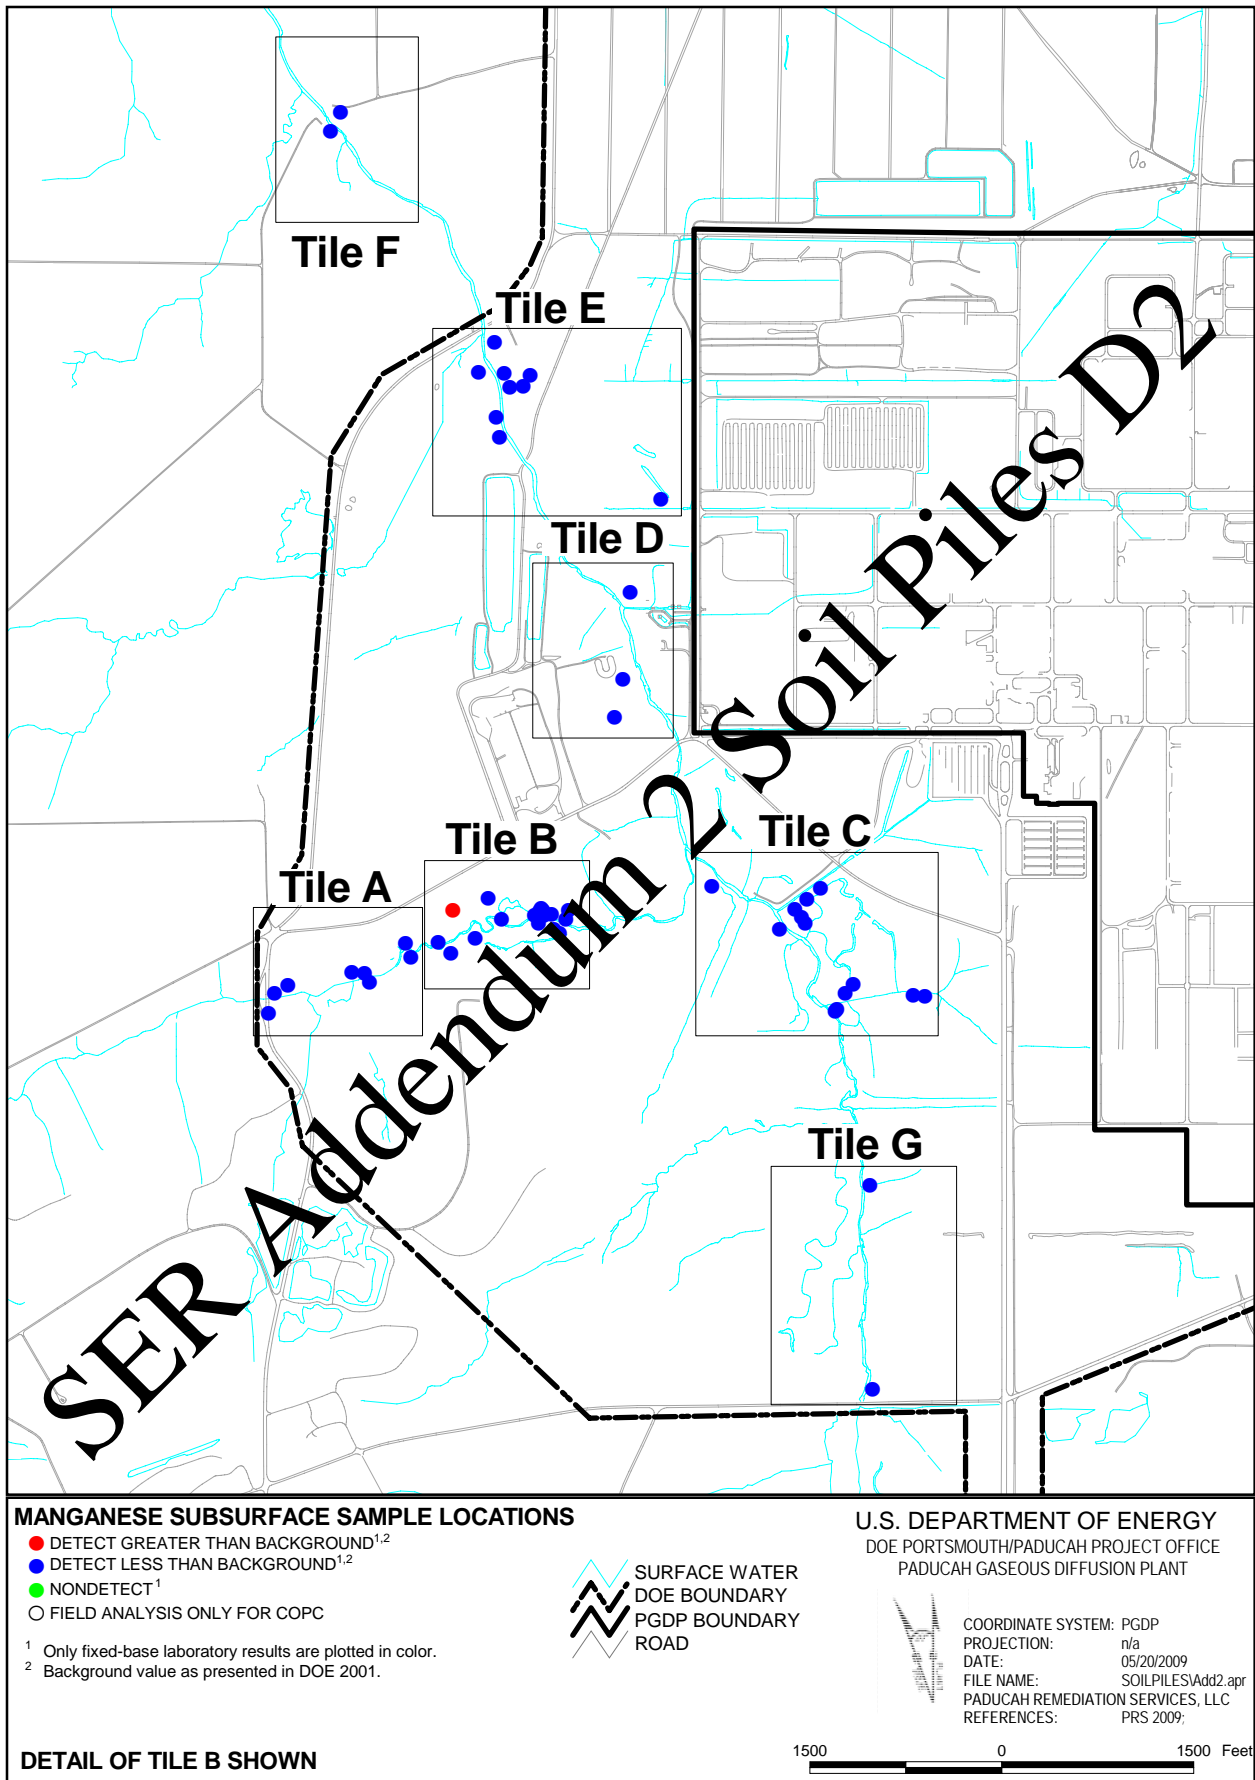 Tile F
Tile E
Tile D
Tile B
Tile C
Tile A
Tile G
SER Addendum 2 Soil Piles D2
MANGANESE SUBSURFACE SAMPLE LOCATIONS
DETECT GREATER THAN BACKGROUND1,2
DETECT LESS THAN BACKGROUND1,2
NONDETECT1
FIELD ANALYSIS ONLY FOR COPC
1 Only fixed-base laboratory results are plotted in color.
2 Background value as presented in DOE 2001.
DETAIL OF TILE B SHOWN
SURFACE WATER
DOE BOUNDARY
PGDP BOUNDARY
ROAD
U.S. DEPARTMENT OF ENERGY
DOE PORTSMOUTH/PADUCAH PROJECT OFFICE
PADUCAH GASEOUS DIFFUSION PLANT
COORDINATE SYSTEM: PGDP
PROJECTION: n/a
DATE: 05/20/2009
FILE NAME: SOILPILES\Add2.apr
PADUCAH REMEDIATION SERVICES, LLC
REFERENCES: PRS 2009;
1500 0 1500 Feet